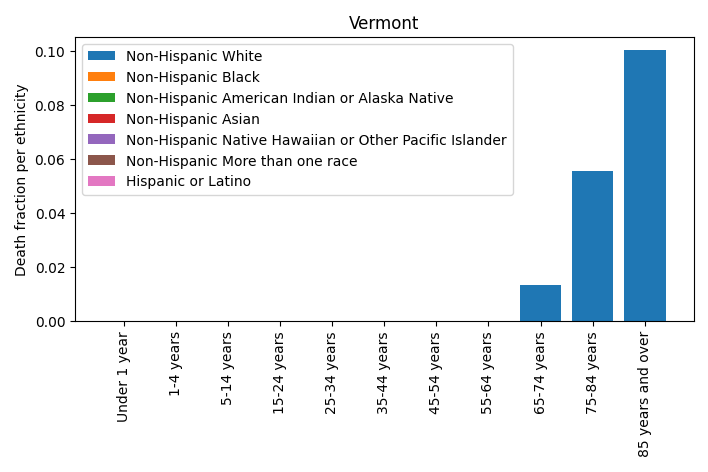 Vermont
Death fraction per ethnicity
0.10
0.08
0.06
0.04
0.02
0.00
Non-Hispanic White
Non-Hispanic Black
Non-Hispanic American Indian or Alaska Native
Non-Hispanic Asian
Non-Hispanic Native Hawaiian or Other Pacific Islander
Non-Hispanic More than one race
Hispanic or Latino
Under 1 year
1-4 years
5-14 years
15-24 years
25-34 years
35-44 years
45-54 years
55-64 years
65-74 years
75-84 years
85 years and over